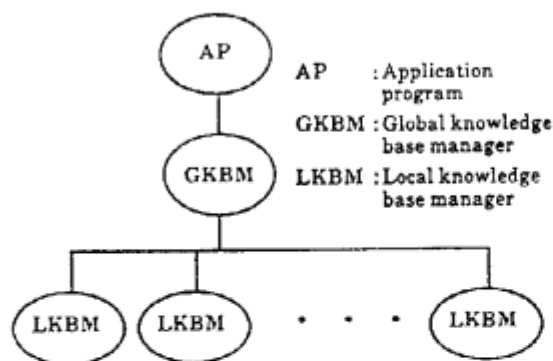 AP
AP : Application
program
GKBM : Global knowledge
base manager
GKBM
LKBM : Local knowledge
base manager
LKBM LKBM . . . LKBM